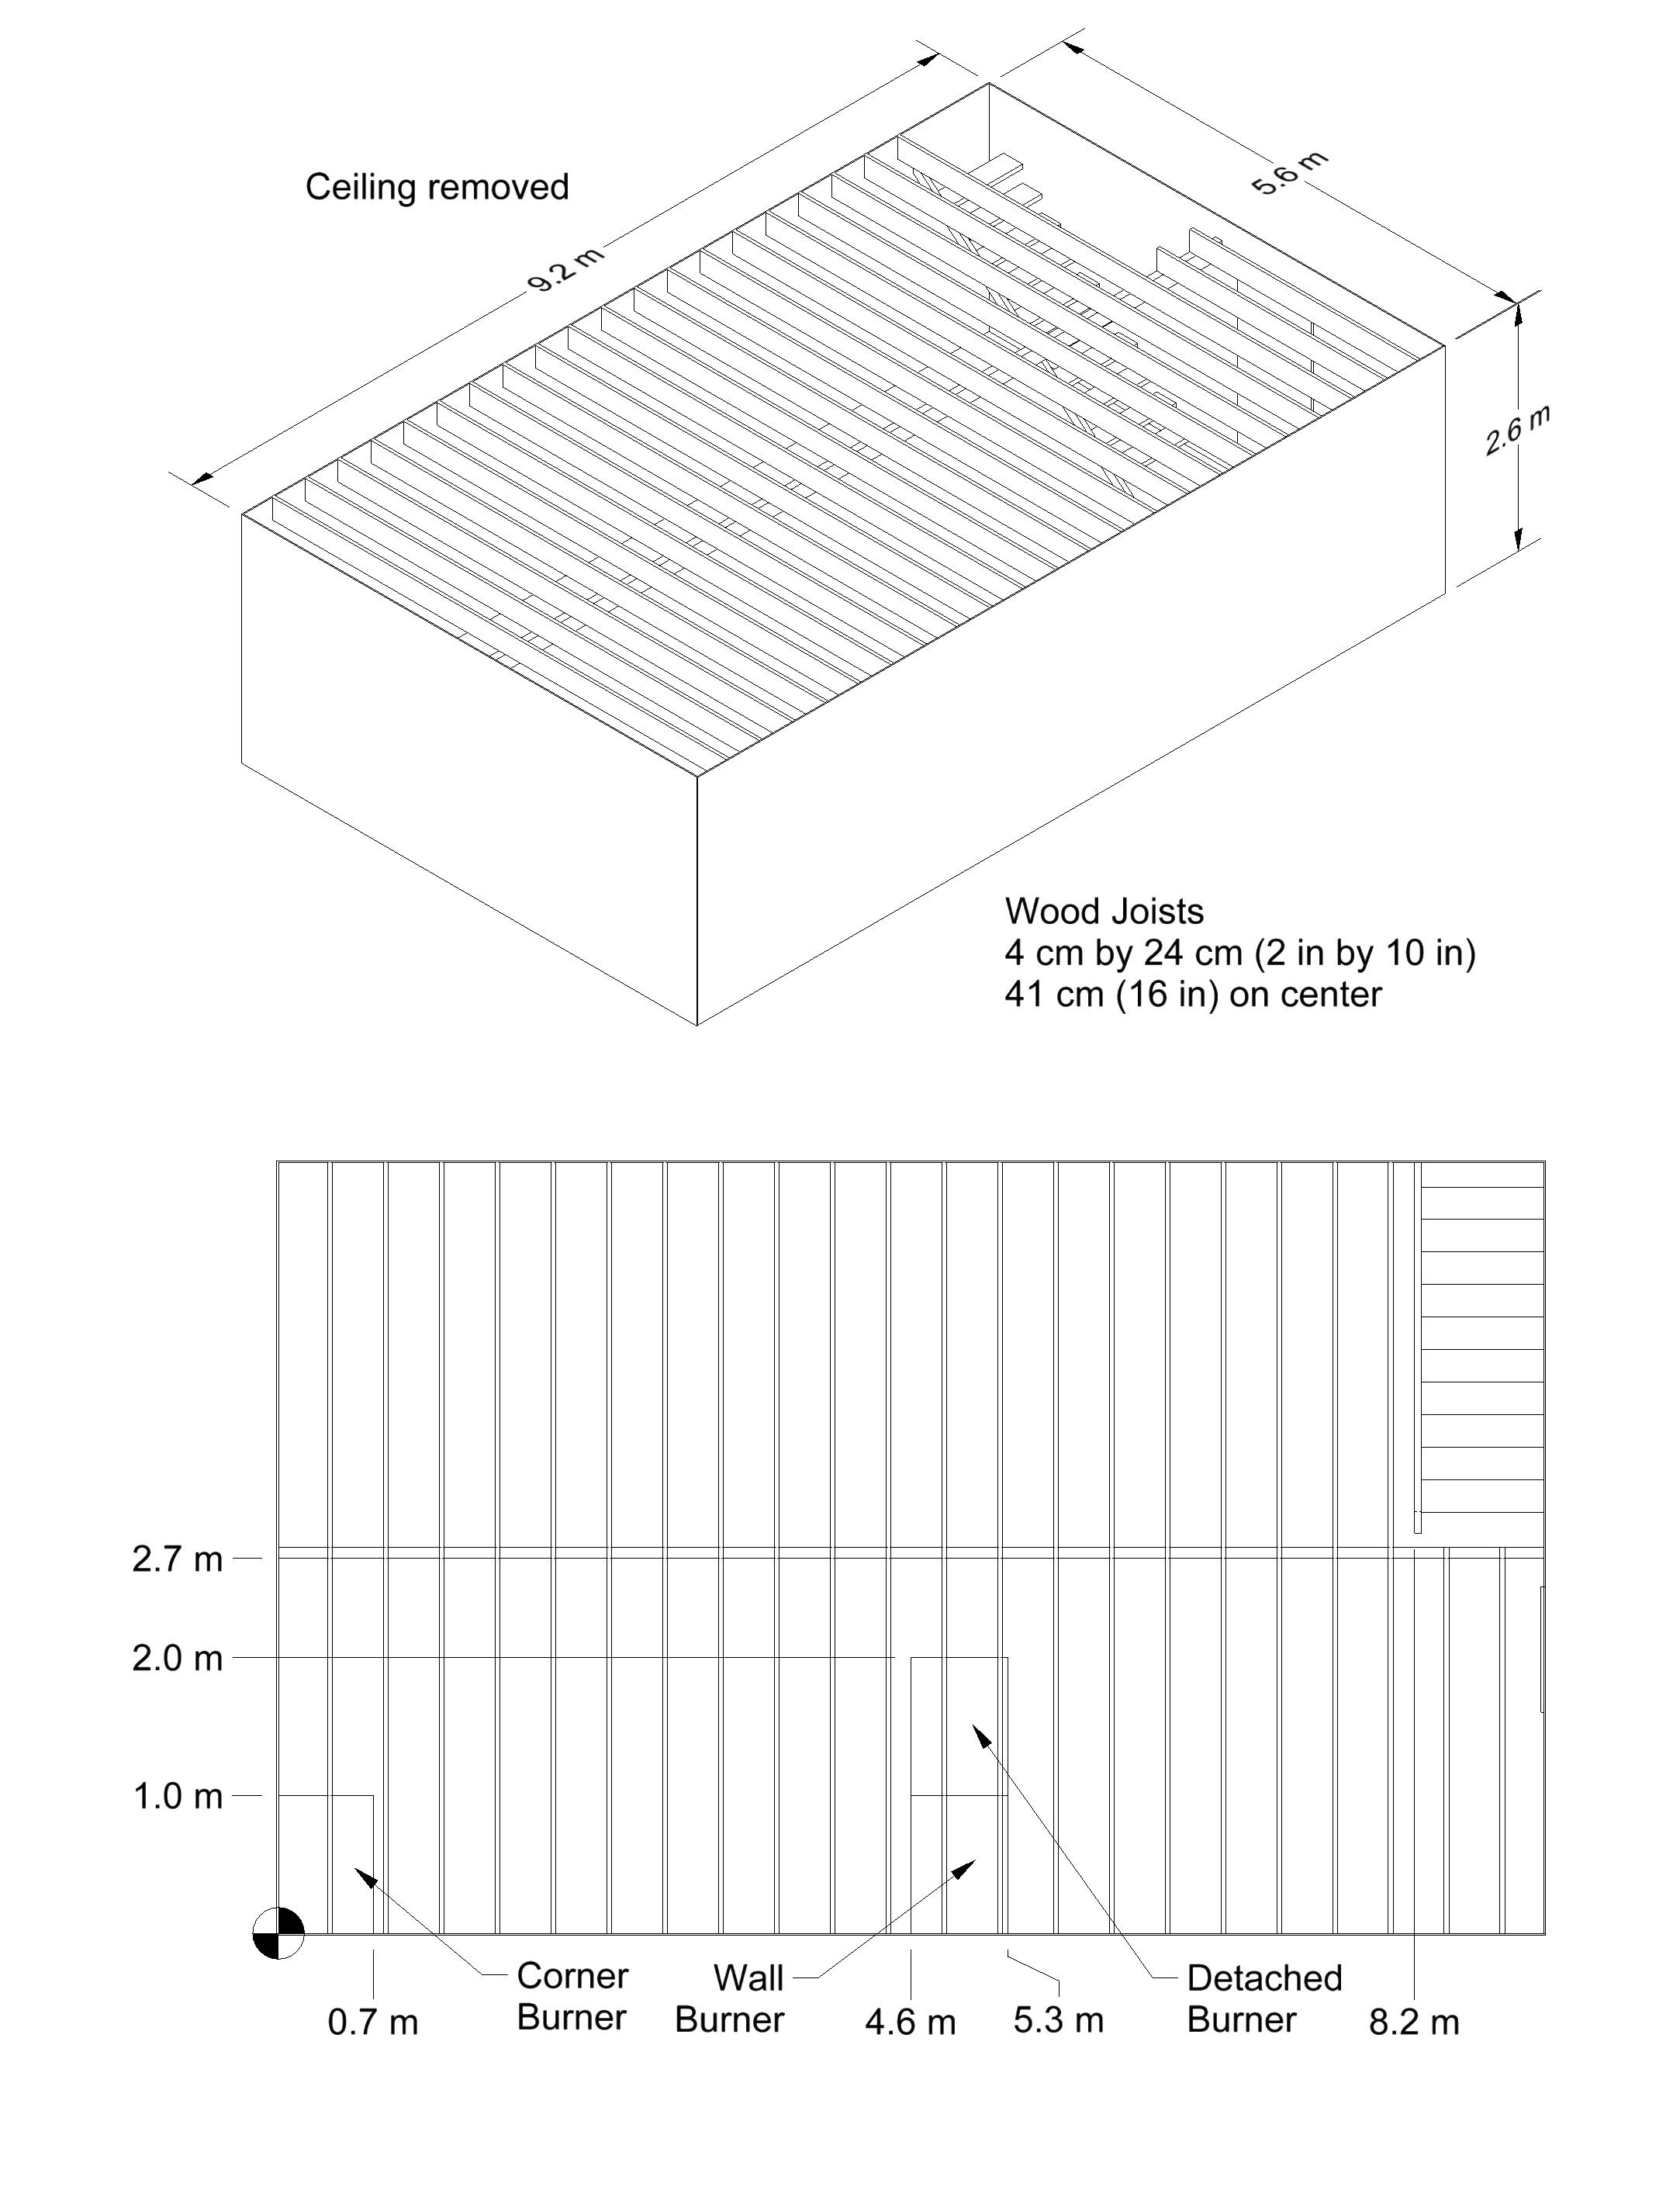 5.6 m
Ceiling removed
9.2 m
2.6 m
Wood Joists
4 cm by 24 cm (2 in by 10 in)
41 cm (16 in) on center
2.7 m
2.0 m
1.0 m
Corner
Burner
Wall
Burner
Detached
Burner
0.7 m
4.6 m
5.3 m
8.2 m